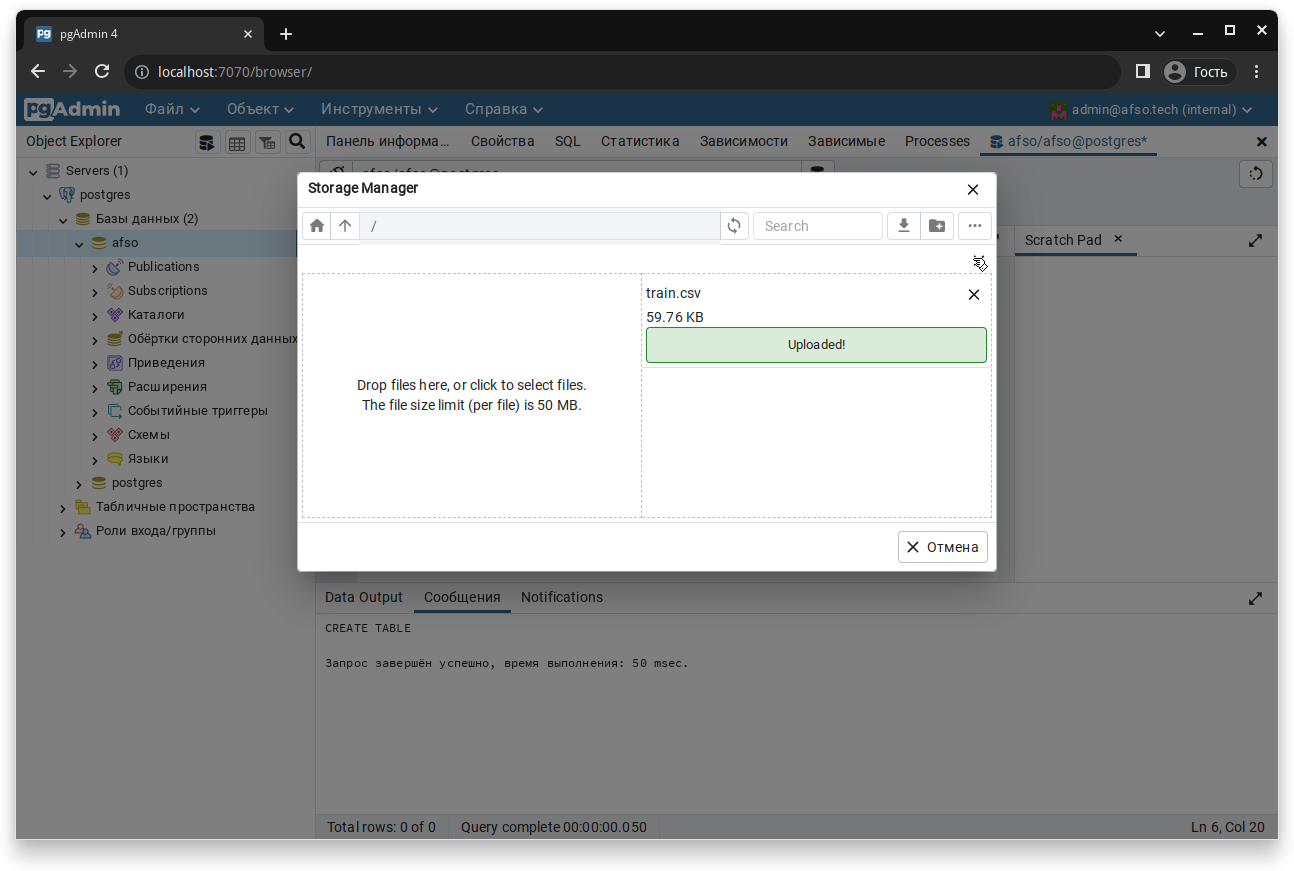 pgAdmin 4
localhost:7070/browser/
Гость
pgAdmin Файл Объект Инструменты Справка admin@afso.tech (internal)
Object Explorer Панель информа... Свойства SQL Статистика Зависимости Зависимые Processes afso/afso@postgres*
Servers (1)
postgres
Базы данных (2)
afso
Publications
Subscriptions
Каталоги
Обёртки сторонних данных
Приведения
Расширения
Событийные триггеры
Схемы
Языки
postgres
Табличные пространства
Роли входа/группы
afso/afso@postgres
Scratch Pad
Storage Manager
/
Search
Drop files here, or click to select files.
The file size limit (per file) is 50 MB.
train.csv
59.76 KB
Uploaded!
Отмена
Data Output Сообщения Notifications
CREATE TABLE
Запрос завершён успешно, время выполнения: 50 msec.
Total rows: 0 of 0 Query complete 00:00:00.050 Ln 6, Col 20